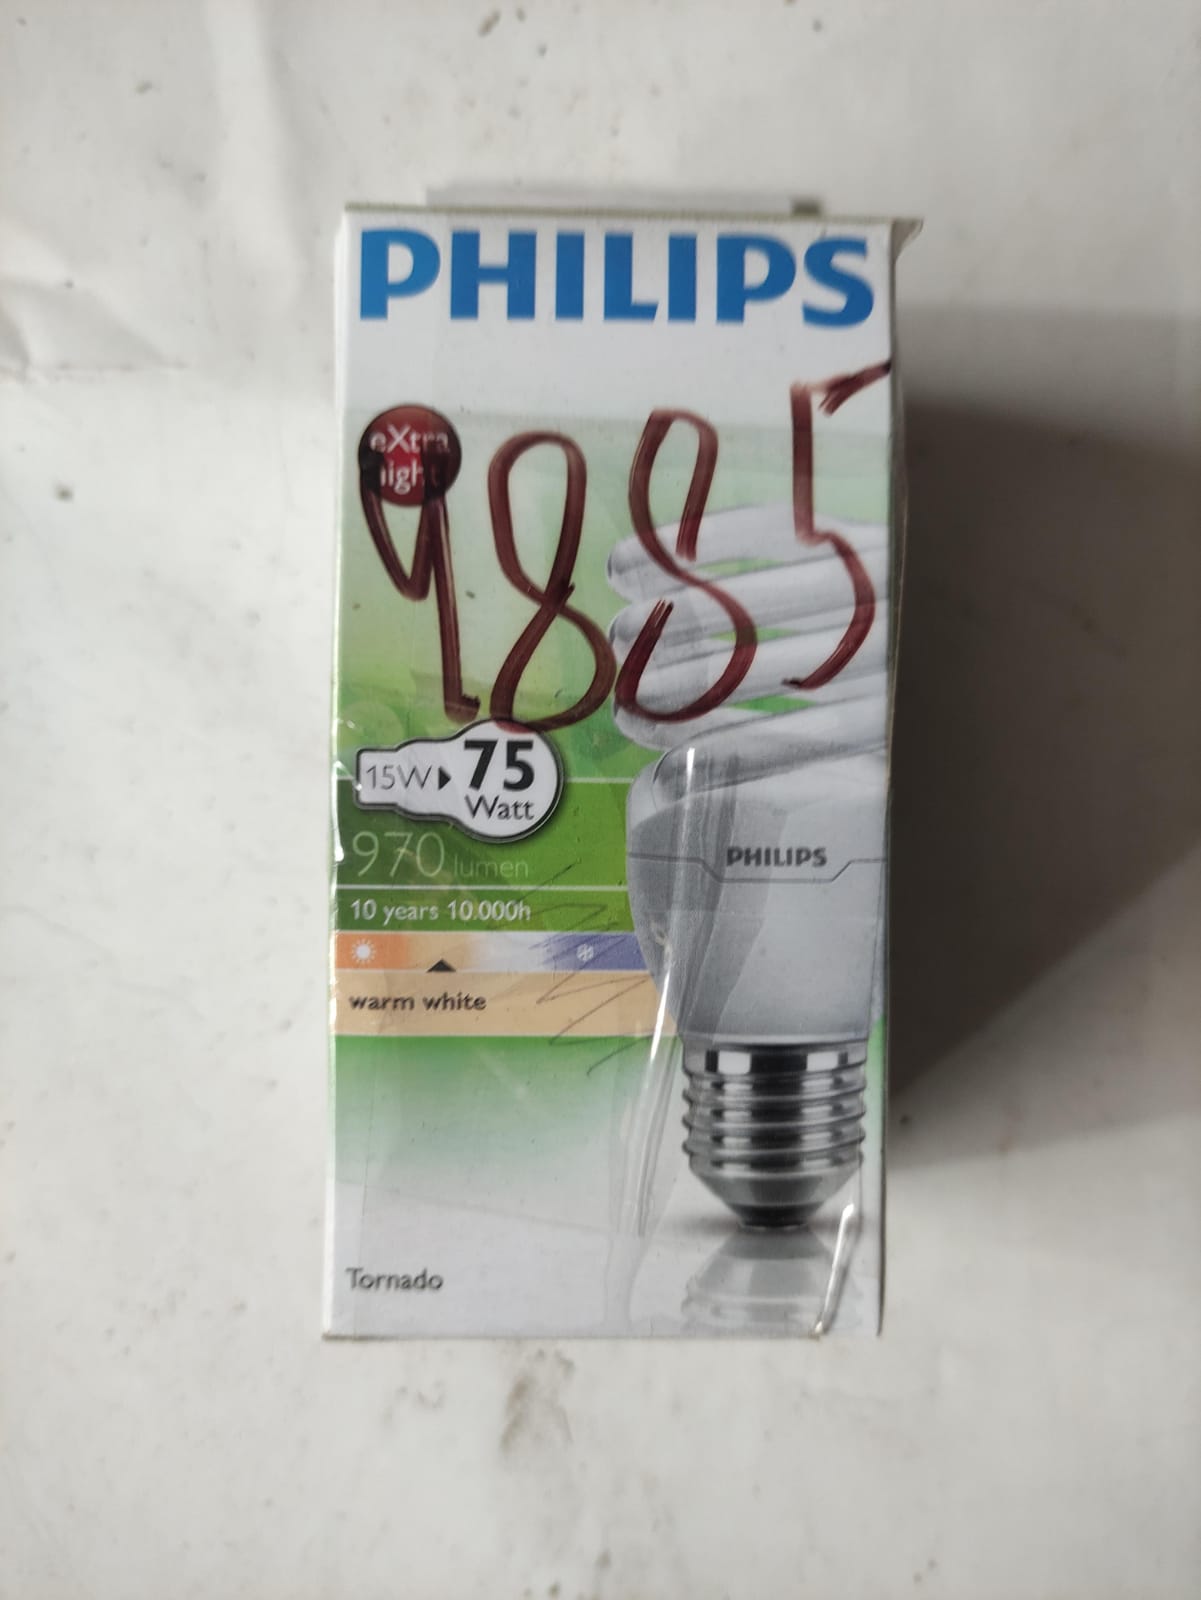 PHILIPS
eXtra
light
9885
15W 75
Watt
970 lumen
10 years 10.000h
warm white
PHILIPS
Tornado